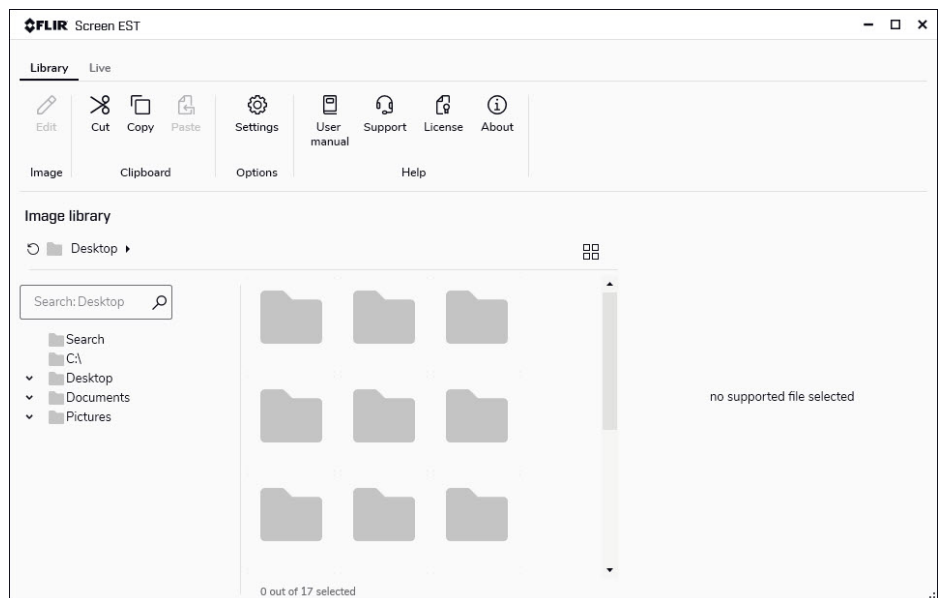 FLIR Screen EST
Library Live
Edit Cut Copy Paste Settings User manual Support License About
Image Clipboard Options Help
Image library
Desktop
Search: Desktop
Search
C:\
Desktop
Documents
Pictures
no supported file selected
0 out of 17 selected